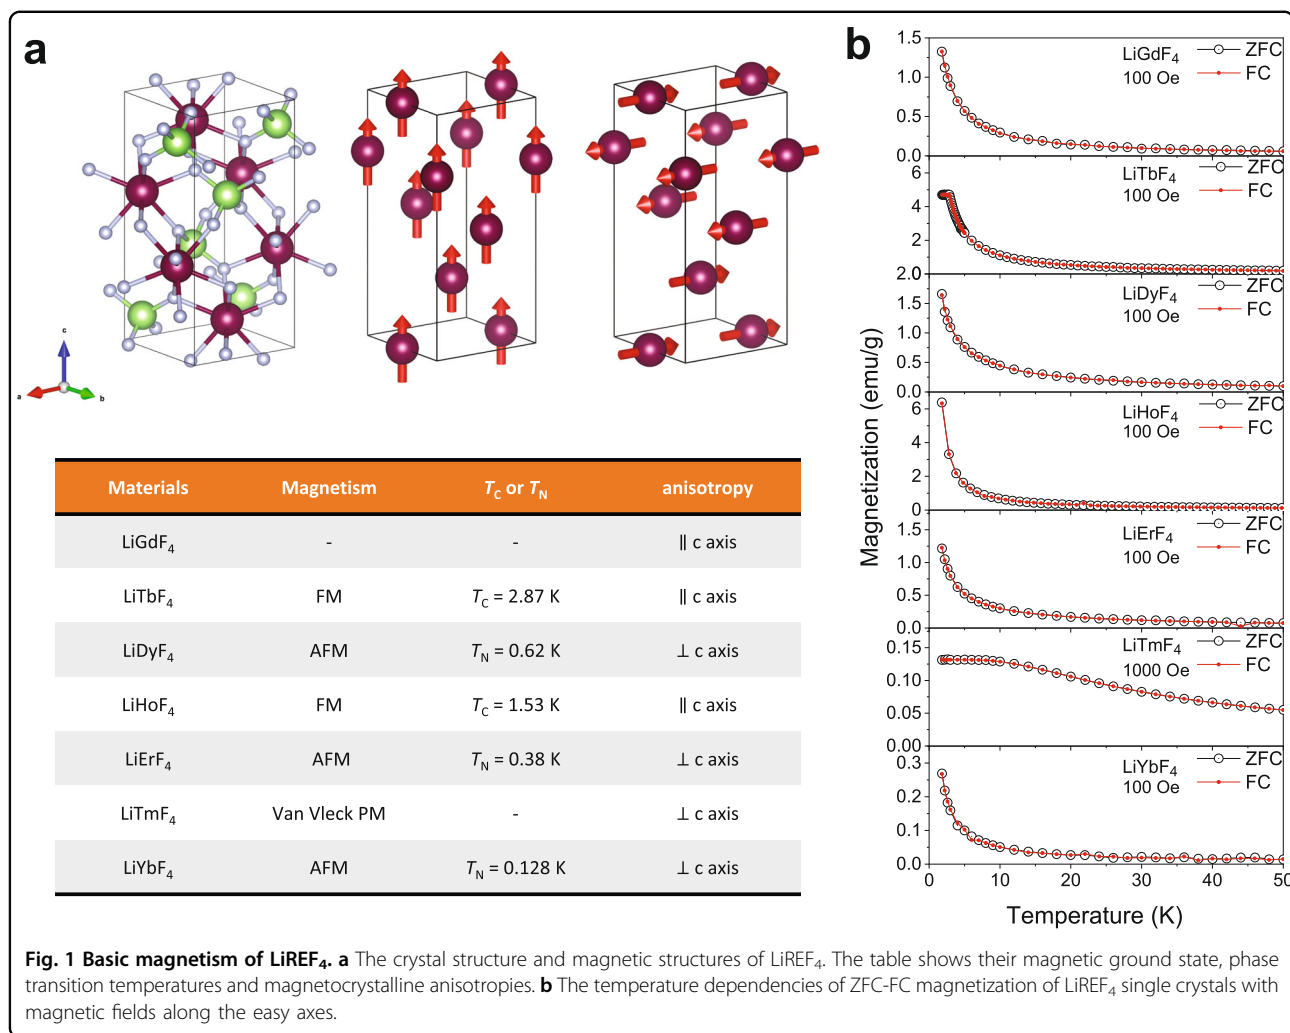 a
c
a
b
Materials Magnetism T_C or T_N anisotropy
LiGdF₄ - - ∥ c axis
LiTbF₄ FM T_C = 2.87 K ∥ c axis
LiDyF₄ AFM T_N = 0.62 K ⊥ c axis
LiHoF₄ FM T_C = 1.53 K ∥ c axis
LiErF₄ AFM T_N = 0.38 K ⊥ c axis
LiTmF₄ Van Vleck PM - ⊥ c axis
LiYbF₄ AFM T_N = 0.128 K ⊥ c axis
b
Magnetization (emu/g)
1.5
1.0
0.5
0.0
LiGdF₄
100 Oe
ZFC
FC
6
4
2
LiTbF₄
100 Oe
ZFC
FC
2.0
1.5
1.0
0.5
0.0
LiDyF₄
100 Oe
ZFC
FC
6
4
2
0
LiHoF₄
100 Oe
ZFC
FC
1.5
1.0
0.5
0.0
LiErF₄
100 Oe
ZFC
FC
0.15
0.10
0.05
0.00
LiTmF₄
1000 Oe
ZFC
FC
0.3
0.2
0.1
0.0
LiYbF₄
100 Oe
ZFC
FC
0 10 20 30 40 50
Temperature (K)
Fig. 1 Basic magnetism of LiREF₄. a The crystal structure and magnetic structures of LiREF₄. The table shows their magnetic ground state, phase
transition temperatures and magnetocrystalline anisotropies. b The temperature dependencies of ZFC-FC magnetization of LiREF₄ single crystals with
magnetic fields along the easy axes.